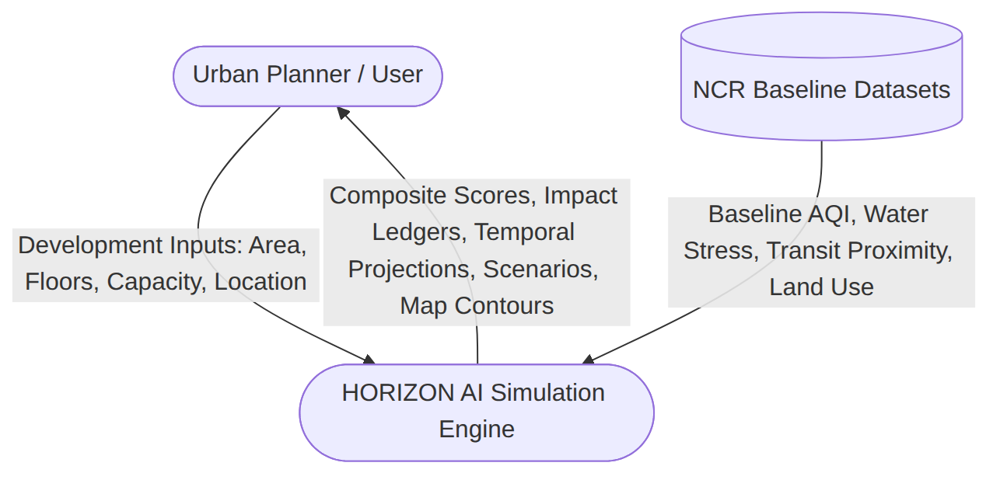 Urban Planner / User
NCR Baseline Datasets
Development Inputs: Area,
Floors, Capacity, Location
Composite Scores, Impact
Ledgers, Temporal
Projections, Scenarios,
Map Contours
Baseline AQI, Water
Stress, Transit Proximity,
Land Use
HORIZON AI Simulation
Engine